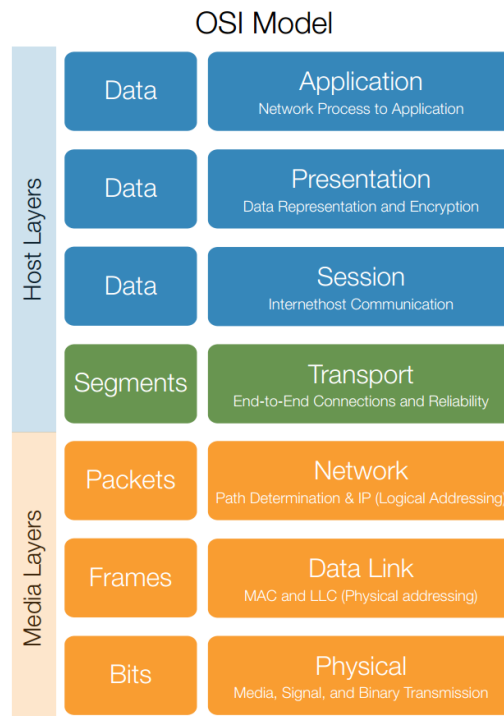 OSI Model
Host Layers
Data
Application
Network Process to Application
Data
Presentation
Data Representation and Encryption
Data
Session
Internethost Communication
Segments
Transport
End-to-End Connections and Reliability
Media Layers
Packets
Network
Path Determination & IP (Logical Addressing)
Frames
Data Link
MAC and LLC (Physical addressing)
Bits
Physical
Media, Signal, and Binary Transmission